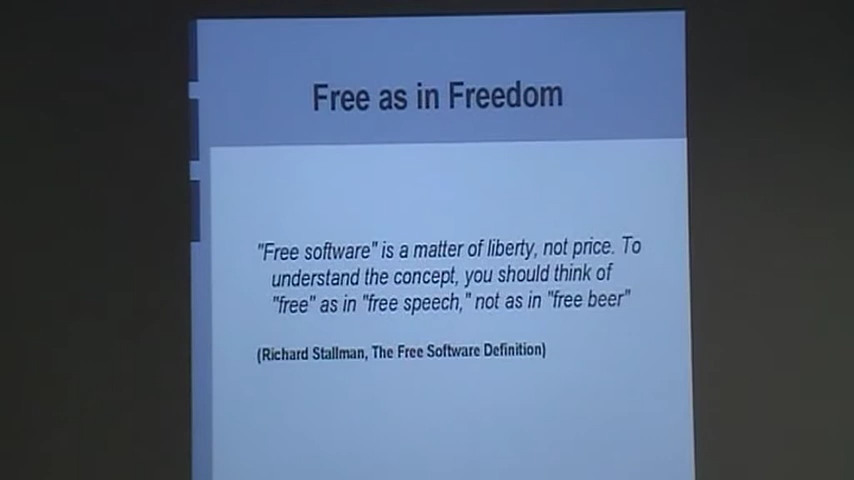 Free as in Freedom
"Free software" is a matter of liberty, not price. To
understand the concept, you should think of
"free" as in "free speech," not as in "free beer"
(Richard Stallman, The Free Software Definition)